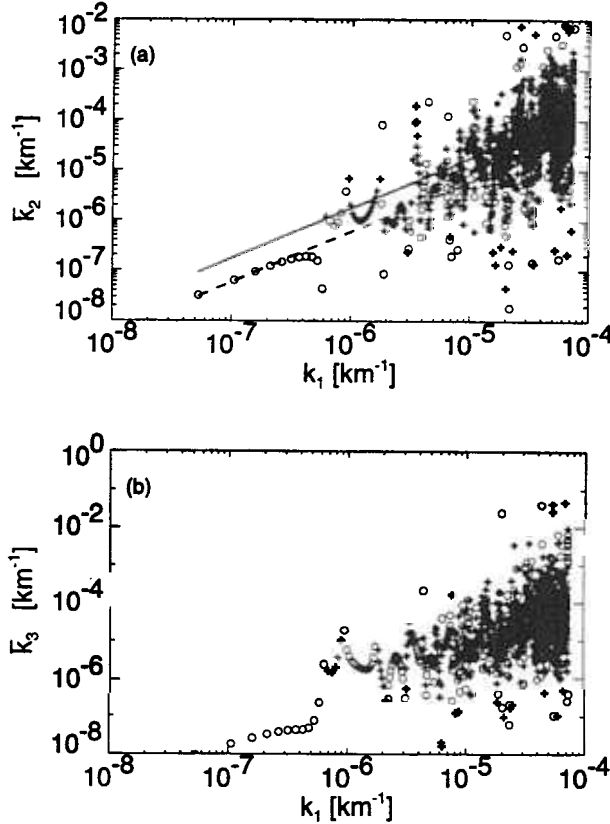 (a)
10⁻²
10⁻³
10⁻⁴
10⁻⁵
10⁻⁶
10⁻⁷
10⁻⁸
k̅₂ [km⁻¹]
10⁻⁸ 10⁻⁷ 10⁻⁶ 10⁻⁵ 10⁻⁴
k₁ [km⁻¹]
(b)
10⁰
10⁻²
10⁻⁴
10⁻⁶
10⁻⁸
k̅₃ [km⁻¹]
10⁻⁸ 10⁻⁷ 10⁻⁶ 10⁻⁵ 10⁻⁴
k₁ [km⁻¹]